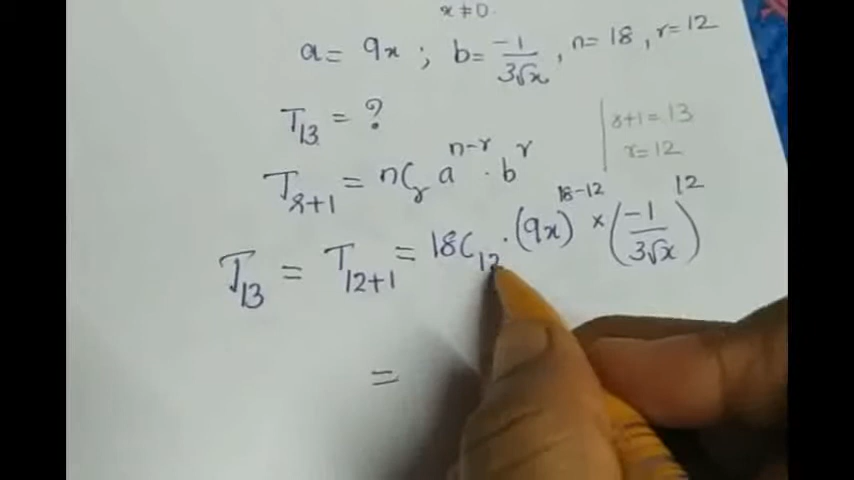 x ≠ 0.
a = 9x ; b = -1/3√x , n = 18 , r = 12
T13 = ?
r+1 = 13
r = 12
Tr+1 = nCr a^n-r . b^r
T13 = T12+1 = 18C12 . (9x)^18-12 × (-1/3√x)^12
=